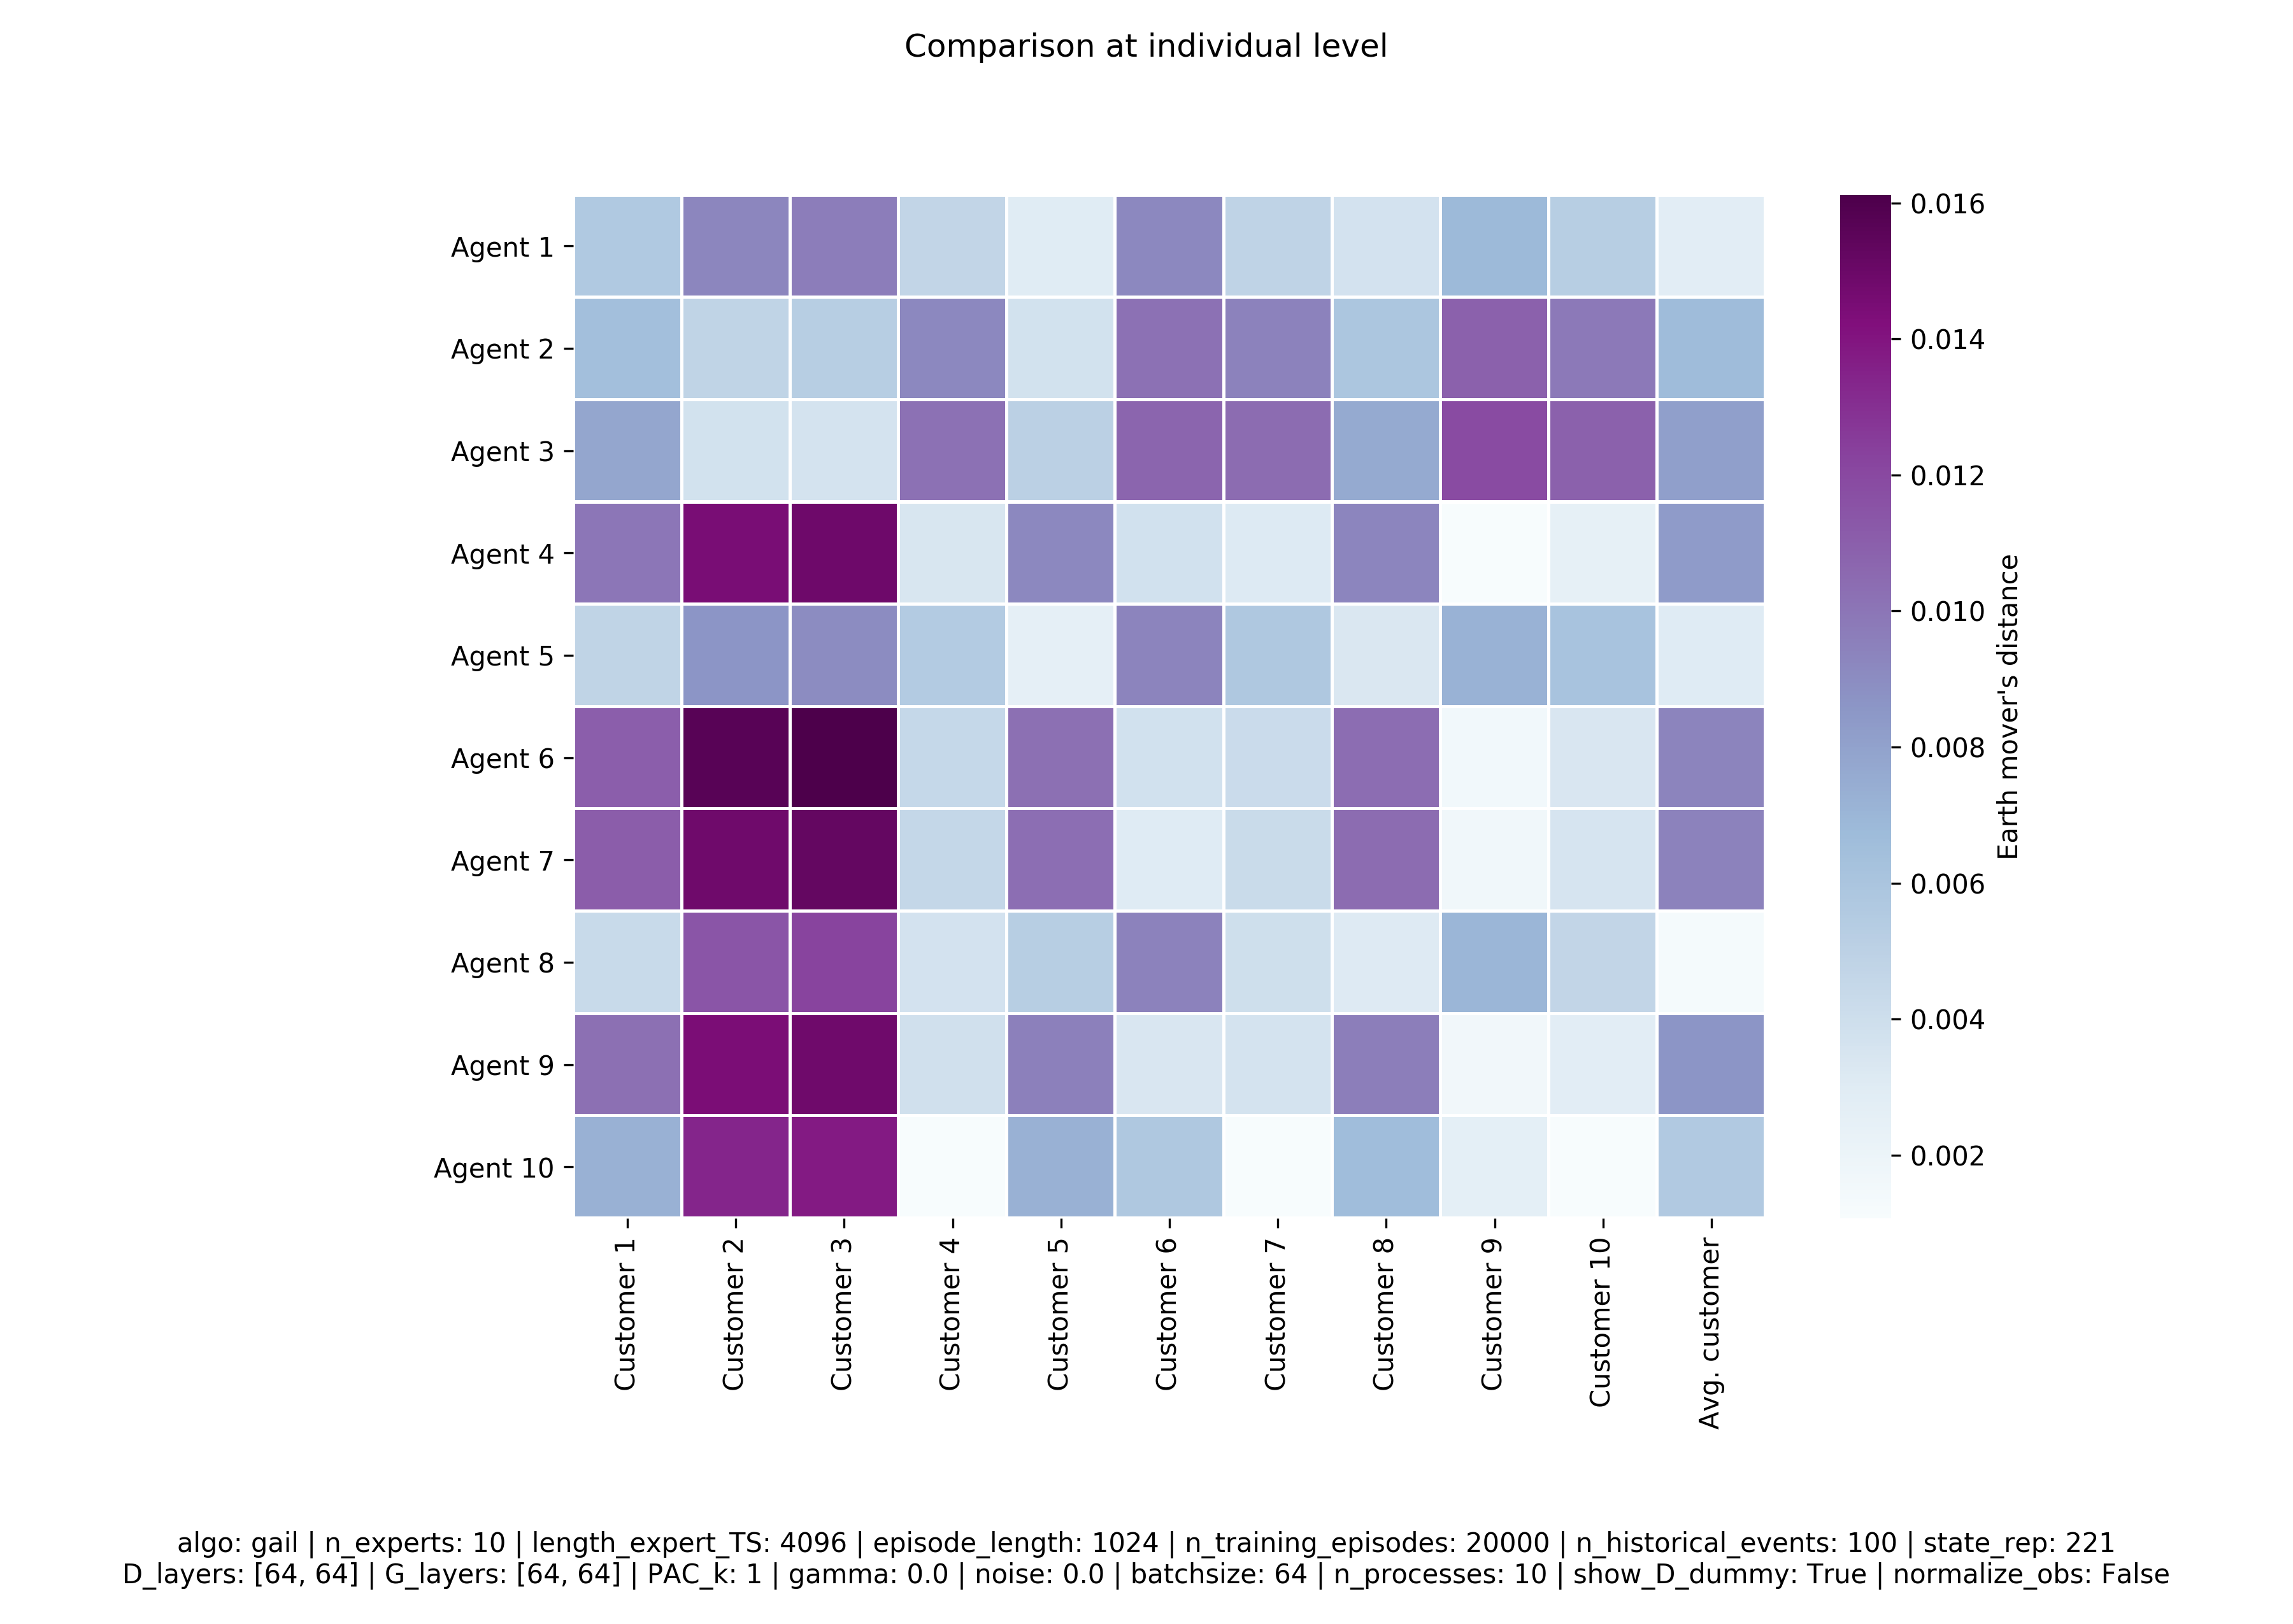 Comparison at individual level
Agent 1
Agent 2
Agent 3
Agent 4
Agent 5
Agent 6
Agent 7
Agent 8
Agent 9
Agent 10
Customer 1
Customer 2
Customer 3
Customer 4
Customer 5
Customer 6
Customer 7
Customer 8
Customer 9
Customer 10
Avg. customer
0.016
0.014
0.012
0.010
0.008
0.006
0.004
0.002
Earth mover's distance
algo: gail | n_experts: 10 | length_expert_TS: 4096 | episode_length: 1024 | n_training_episodes: 20000 | n_historical_events: 100 | state_rep: 221
D_layers: [64, 64] | G_layers: [64, 64] | PAC_k: 1 | gamma: 0.0 | noise: 0.0 | batchsize: 64 | n_processes: 10 | show_D_dummy: True | normalize_obs: False